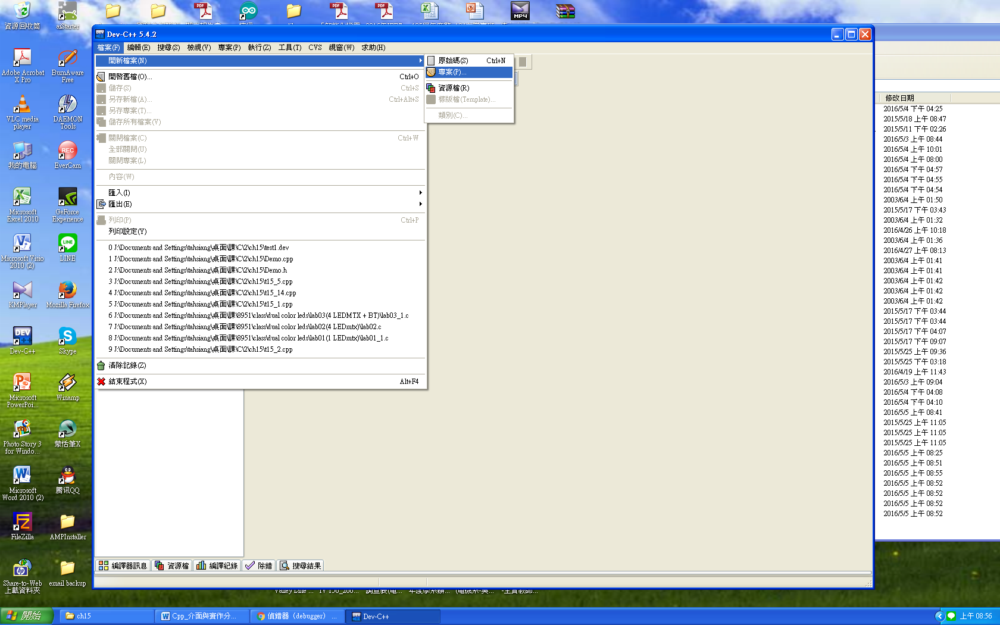 資源回收筒
aiStarter
PDF
PDF
PDF
MP4
Adobe Acrobat
X Pro
BurnAware
Free
VLC media
player
DAEMON
Tools
我的電腦
REC
EverCam
Microsoft
Excel 2010
GeForce
Experience
Microsoft Visio
2010 (2)
LINE
LINE
KMPlayer
Mozilla Firefox
DEV
Dev-C++
Skype
Microsoft
PowerPoi...
Winamp
Photo Story 3
for Windo...
蒙恬筆X
Microsoft
Word 2010 (2)
腾讯QQ
FileZilla
AMPInstaller
Share-to-Web
上載資料夾
email backup
Dev-C++ 5.4.2
檔案(F) 編輯(E) 搜尋(S) 檢視(V) 專案(P) 執行(Z) 工具(T) CVS 視窗(W) 求助(H)
開新檔案(N)
開啓舊檔(O)... Ctrl+O
儲存(S) Ctrl+S
另存新檔(A)... Ctrl+Alt+S
另存專案(T)...
儲存所有檔案(V)
關閉檔案(C) Ctrl+W
全部關閉(U)
關閉專案(L)
內容(W)
匯入(I)
匯出(E)
列印(P) Ctrl+P
列印設定(Y)
0 J:\Documents and Settings\tahsiang\桌面\課\C\2\ch15\test1.dev
1 J:\Documents and Settings\tahsiang\桌面\課\C\2\ch15\Demo.cpp
2 J:\Documents and Settings\tahsiang\桌面\課\C\2\ch15\Demo.h
3 J:\Documents and Settings\tahsiang\桌面\課\C\2\ch15\t15_5.cpp
4 J:\Documents and Settings\tahsiang\桌面\課\C\2\ch15\t15_14.cpp
5 J:\Documents and Settings\tahsiang\桌面\課\C\2\ch15\t15_1.cpp
6 J:\Documents and Settings\tahsiang\桌面\課\8951\class\dual color leds\lab03(4 LEDMTX + BT)\lab03_1.c
7 J:\Documents and Settings\tahsiang\桌面\課\8951\class\dual color leds\lab02(4 LEDmtx)\lab02.c
8 J:\Documents and Settings\tahsiang\桌面\課\8951\class\dual color leds\lab01(1 LEDmtx)\lab01_1.c
9 J:\Documents and Settings\tahsiang\桌面\課\C\2\ch15\t15_2.cpp
清除記錄(Z)
結束程式(X) Alt+F4
原始碼(S) Ctrl+N
專案(P)...
資源檔(R)
樣版檔(Template)...
類別(C)...
修改日期
2016/5/4 下午 04:25
2015/5/18 上午 08:47
2015/5/11 下午 02:26
2016/5/3 上午 08:44
2016/5/4 上午 10:01
2016/5/4 上午 08:00
2016/5/4 下午 04:57
2016/5/4 下午 04:55
2016/5/4 下午 04:54
2003/6/4 上午 01:50
2015/5/17 下午 03:43
2003/6/4 上午 01:32
2016/4/26 上午 10:18
2003/6/4 上午 01:36
2016/4/27 上午 08:13
2003/6/4 上午 01:41
2003/6/4 上午 01:41
2003/6/4 上午 01:42
2003/6/4 上午 01:42
2003/6/4 上午 01:42
2015/5/17 下午 03:44
2015/5/17 下午 03:44
2015/5/17 下午 04:07
2015/5/17 下午 09:07
2015/5/25 上午 09:36
2015/5/25 下午 03:18
2016/4/19 上午 11:43
2016/5/3 上午 09:04
2016/5/4 下午 04:08
2016/5/4 下午 04:10
2016/5/5 上午 08:41
2015/5/25 上午 11:05
2015/5/25 上午 11:05
2015/5/25 上午 11:05
2016/5/5 上午 08:25
2016/5/5 上午 08:51
2016/5/5 上午 08:55
2016/5/5 上午 08:52
2016/5/5 上午 08:52
2016/5/5 上午 08:52
2016/5/5 上午 08:52
編譯器訊息 資源檔 編譯紀錄 除錯 搜尋結果
開始 ch15 Cpp_介面與實作分... 偵錯器（debugger） ... Dev-C++ 上午 08:56